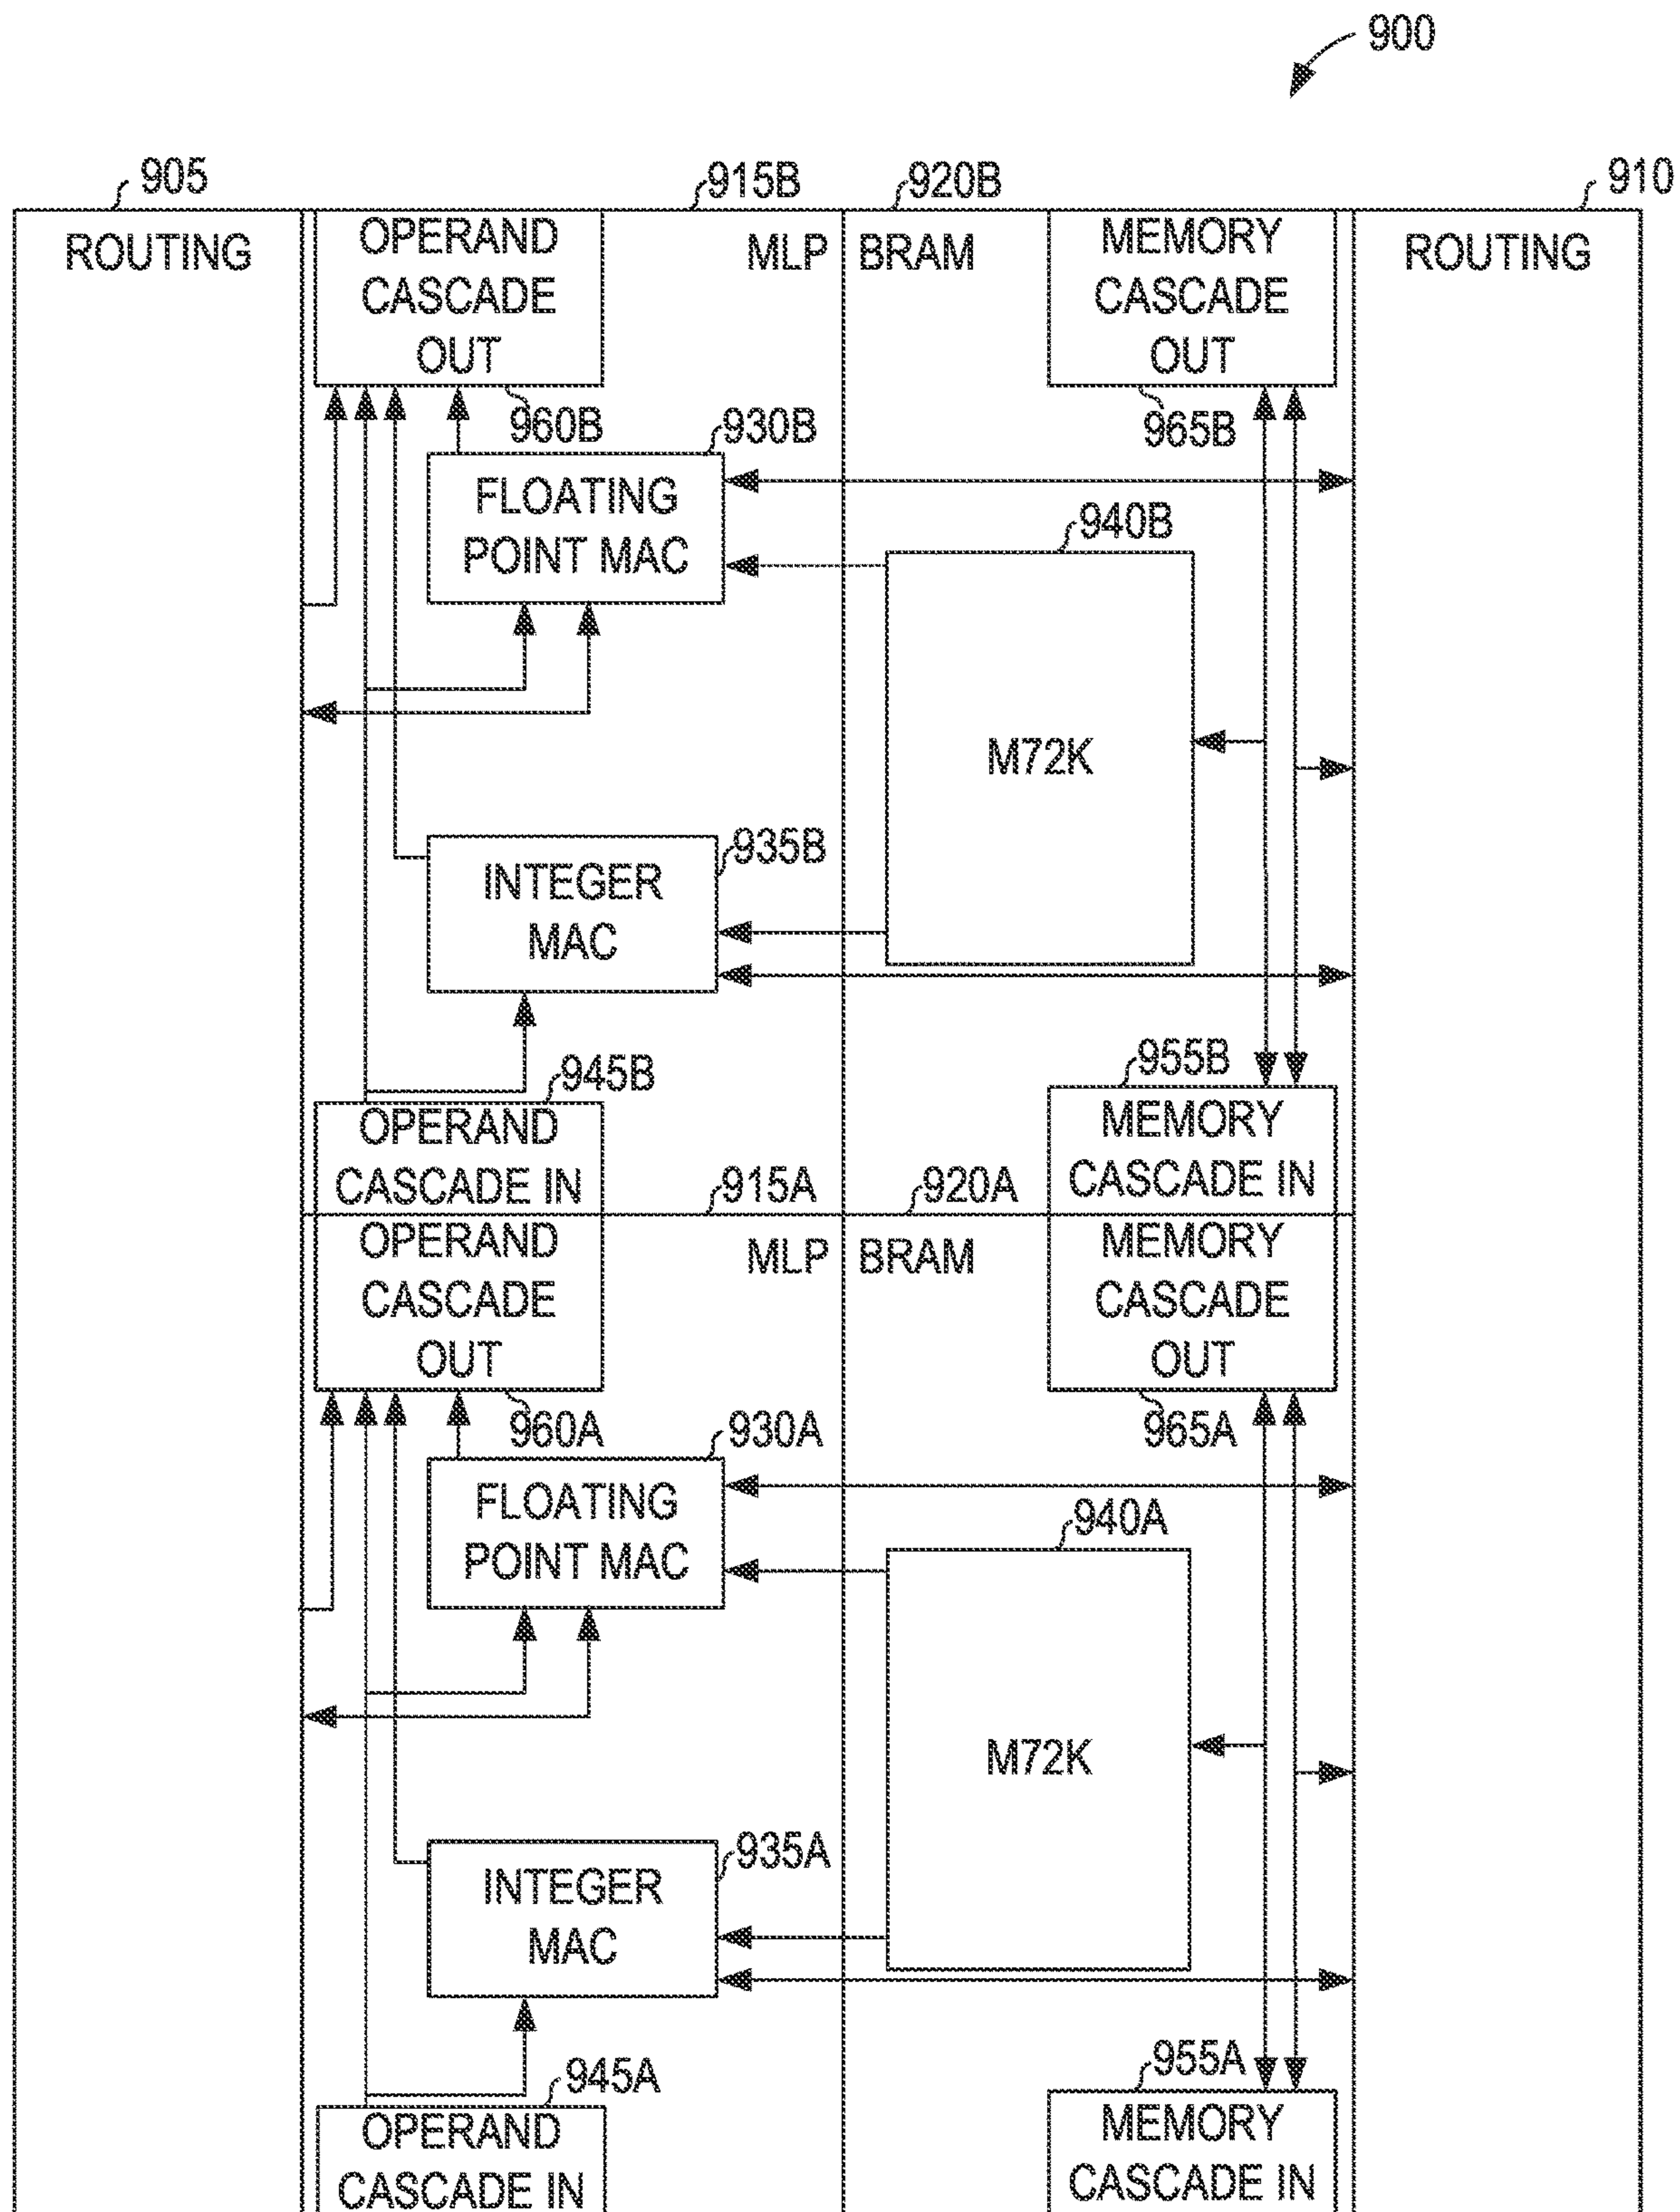 900
905
915B
920B
910
ROUTING
OPERAND
CASCADE
OUT
MLP
BRAM
MEMORY
CASCADE
OUT
ROUTING
960B
930B
965B
FLOATING
POINT MAC
940B
M72K
935B
INTEGER
MAC
945B
955B
OPERAND
CASCADE IN
MEMORY
CASCADE IN
915A
920A
OPERAND
CASCADE
OUT
MLP
BRAM
MEMORY
CASCADE
OUT
960A
930A
965A
FLOATING
POINT MAC
940A
M72K
935A
INTEGER
MAC
945A
955A
OPERAND
CASCADE IN
MEMORY
CASCADE IN